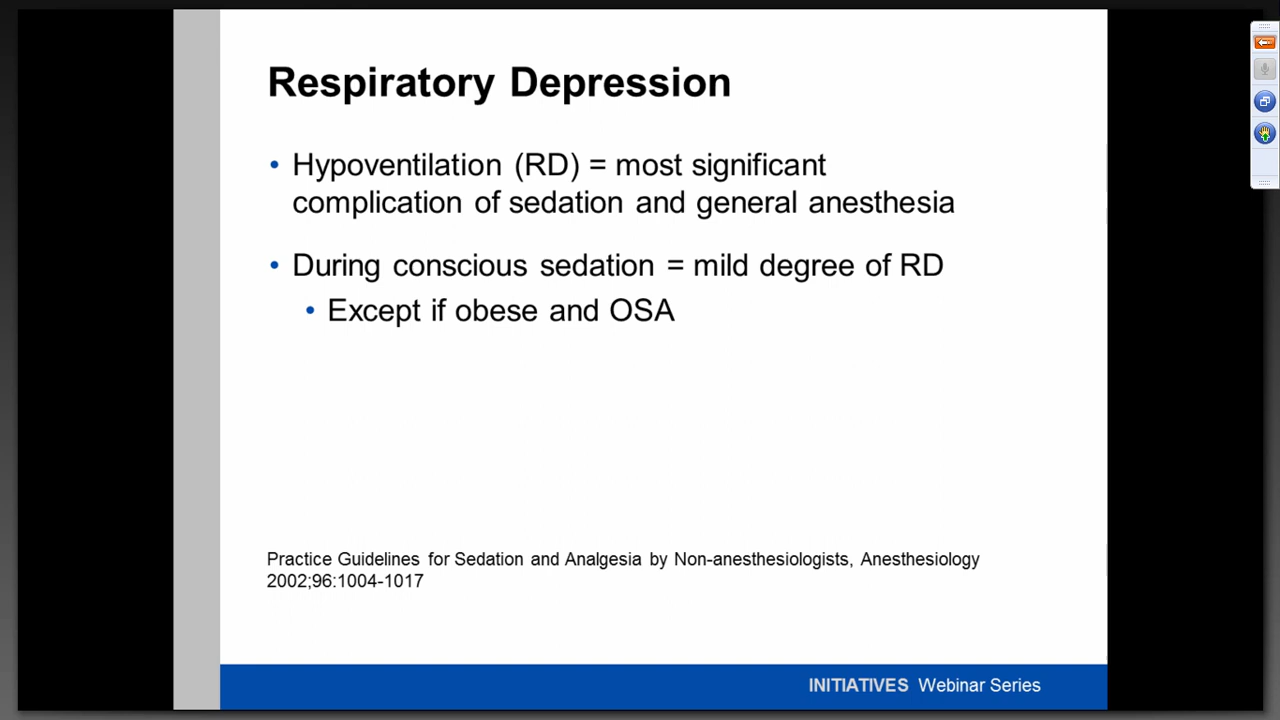 Respiratory Depression
• Hypoventilation (RD) = most significant
complication of sedation and general anesthesia
• During conscious sedation = mild degree of RD
• Except if obese and OSA
Practice Guidelines for Sedation and Analgesia by Non-anesthesiologists, Anesthesiology
2002;96:1004-1017
INITIATIVES Webinar Series